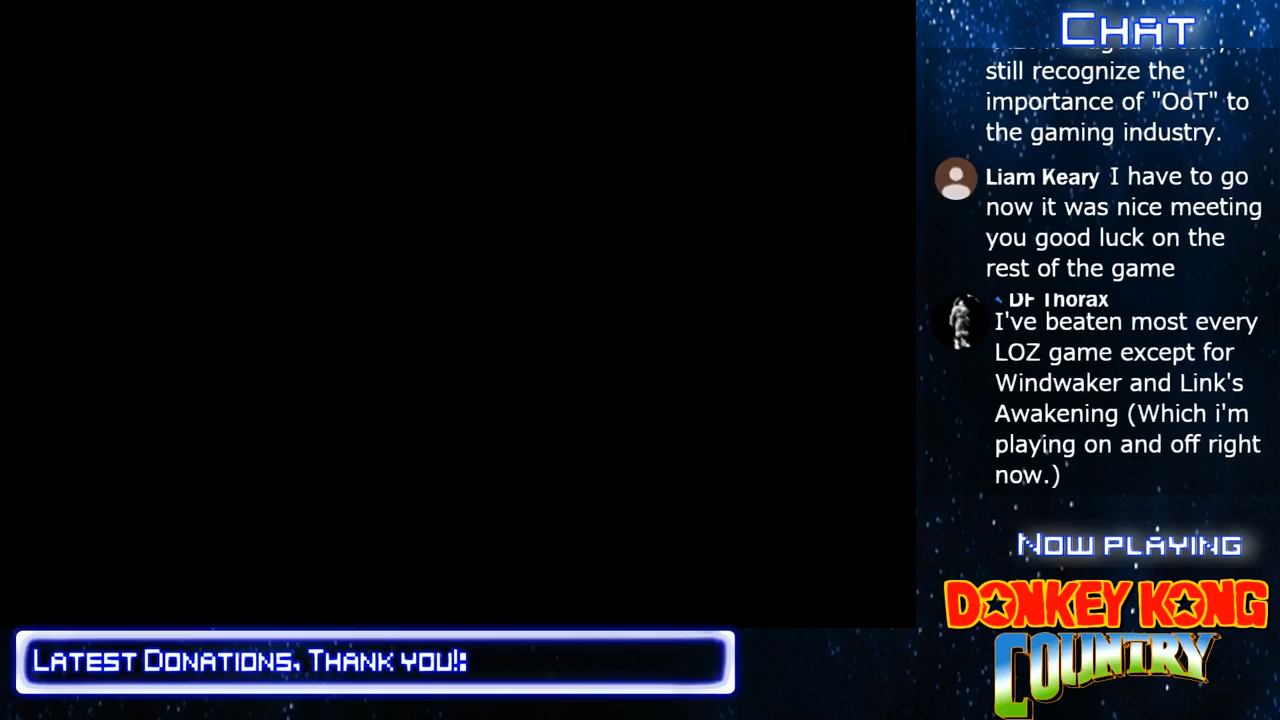 CHAT
still recognize the
importance of "OoT" to
the gaming industry.
Liam Keary I have to go
now it was nice meeting
you good luck on the
rest of the game
DF Thorax
I've beaten most every
LOZ game except for
Windwaker and Link's
Awakening (Which i'm
playing on and off right
now.)
NOW PLAYING
DONKEY KONG
COUNTRY
LATEST DONATIONS, THANK YOU!: